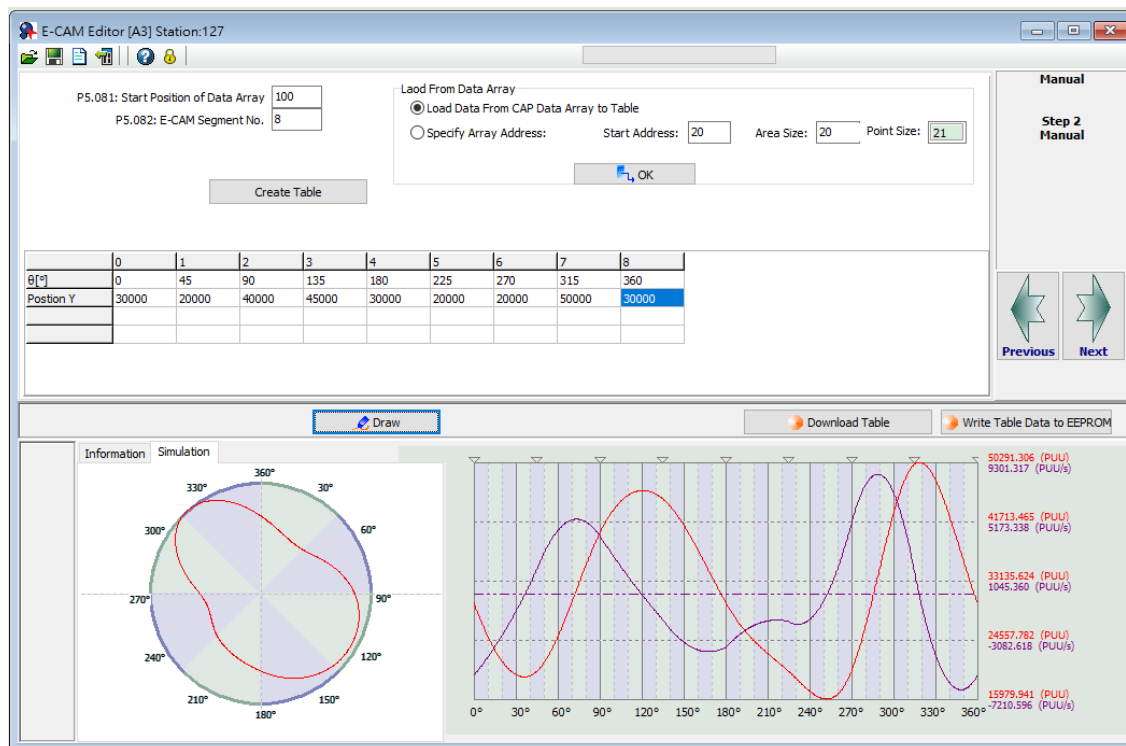 E-CAM Editor [A3] Station:127
P5.081: Start Position of Data Array 100
P5.082: E-CAM Segment No. 8
Create Table
Laod From Data Array
Load Data From CAP Data Array to Table
Specify Array Address: Start Address: 20 Area Size: 20 Point Size: 21
OK
Manual
Step 2
Manual
Previous Next
0 1 2 3 4 5 6 7 8
θ[º] 0 45 90 135 180 225 270 315 360
Postion Y 30000 20000 40000 45000 30000 20000 20000 50000 30000
Draw Download Table Write Table Data to EEPROM
Information Simulation
360°
330° 30°
300° 60°
270° 90°
240° 120°
210° 150°
180°
50291.306 (PUU)
9301.317 (PUU/s)
41713.465 (PUU)
5173.338 (PUU/s)
33135.624 (PUU)
1045.360 (PUU/s)
24557.782 (PUU)
-3082.618 (PUU/s)
15979.941 (PUU)
-7210.596 (PUU/s)
0° 30° 60° 90° 120° 150° 180° 210° 240° 270° 300° 330° 360°